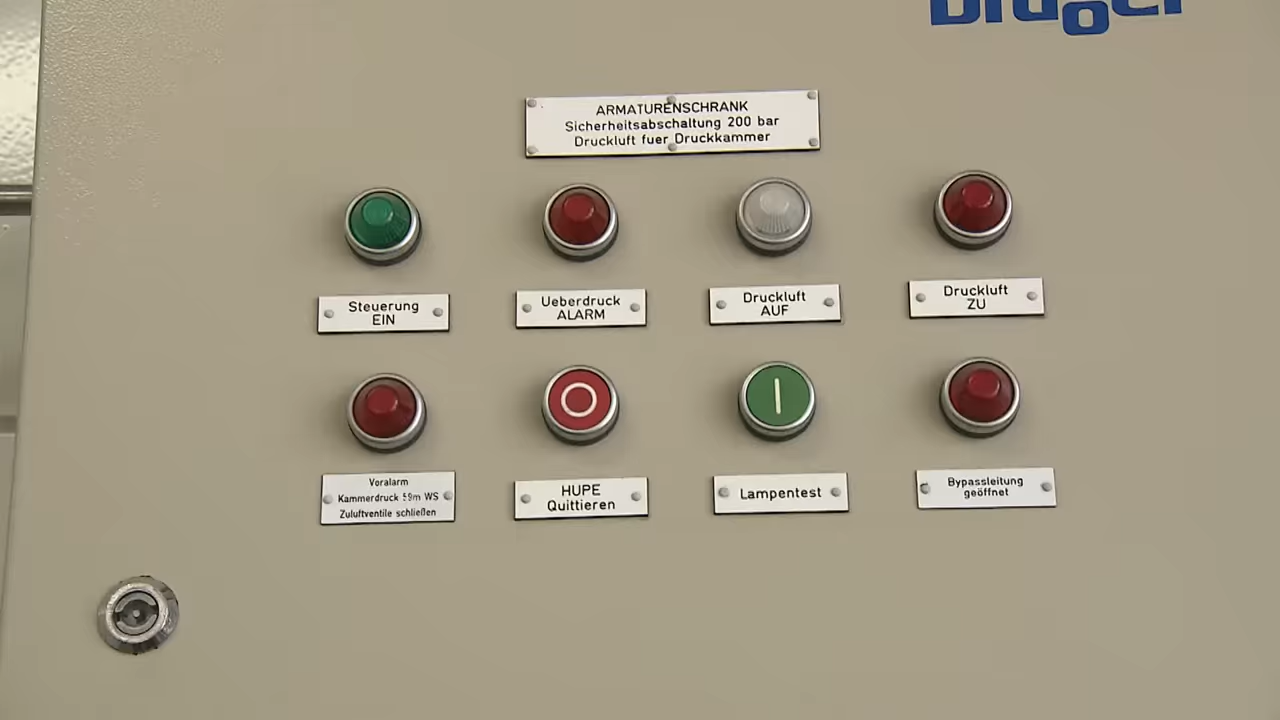 Dräger
ARMATURENSCHRANK
Sicherheitsabschaltung 200 bar
Druckluft fuer Druckkammer
Steuerung
EIN
Ueberdruck
ALARM
Druckluft
AUF
Druckluft
ZU
Voralarm
Kammerdruck 59m WS
Zuluftventile schließen
HUPE
Quittieren
Lampentest
Bypassleitung
geöffnet